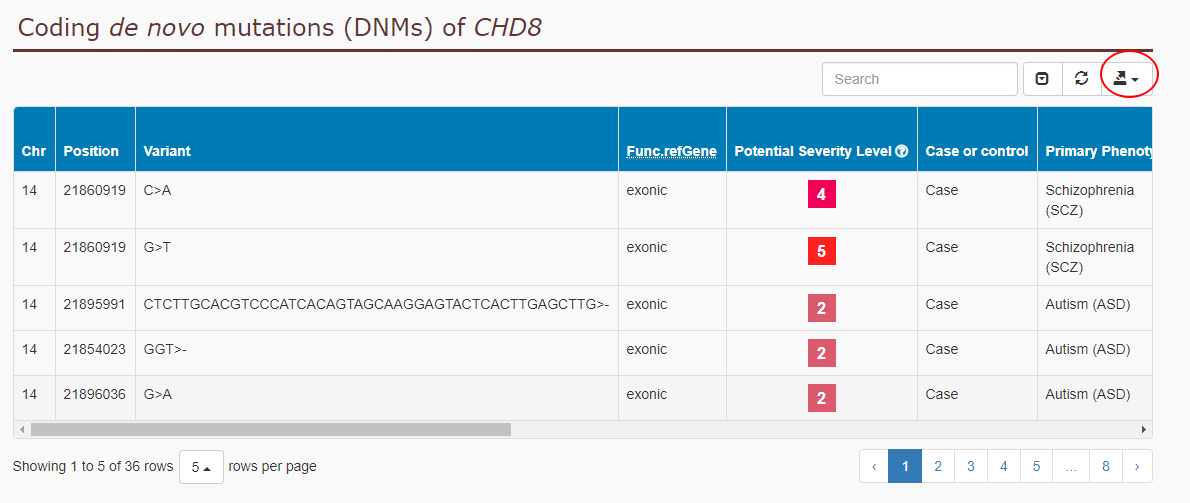 Coding de novo mutations (DNMs) of CHD8
Search
Chr Position Variant Func.refGene Potential Severity Level Case or control Primary Phenoty
14 21860919 C>A exonic 4 Case Schizophrenia
(SCZ)
14 21860919 G>T exonic 5 Case Schizophrenia
(SCZ)
14 21895991 CTCTTGCACGTCCCATCACAGTAGCAAGGAGTACTCACTTGAGCTTG>- exonic 2 Case Autism (ASD)
14 21854023 GGT>- exonic 2 Case Autism (ASD)
14 21896036 G>A exonic 2 Case Autism (ASD)
Showing 1 to 5 of 36 rows 5 rows per page ‹ 1 2 3 4 5 ... 8 ›